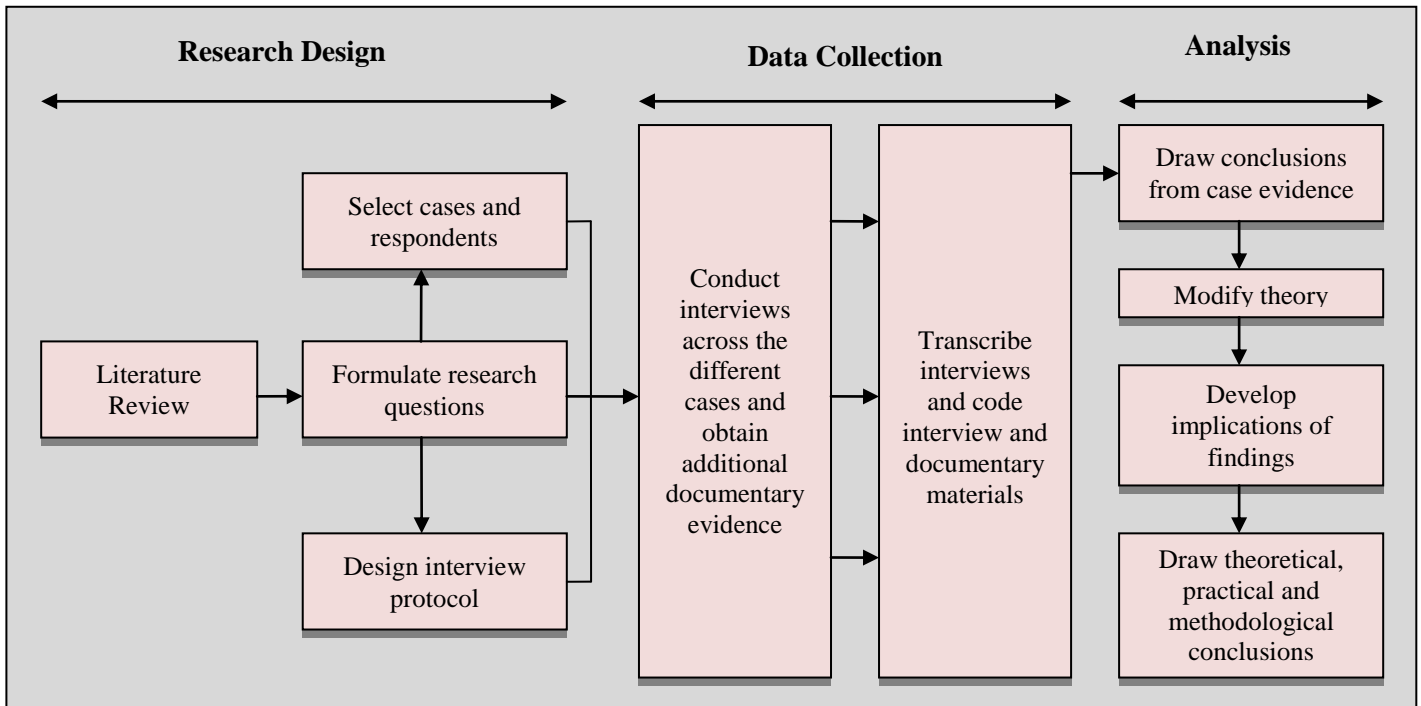 Research Design
Data Collection
Analysis
Select cases and
respondents
Literature
Review
Formulate research
questions
Design interview
protocol
Conduct
interviews
across the
different
cases and
obtain
additional
documentary
evidence
Transcribe
interviews
and code
interview and
documentary
materials
Draw conclusions
from case evidence
Modify theory
Develop
implications of
findings
Draw theoretical,
practical and
methodological
conclusions